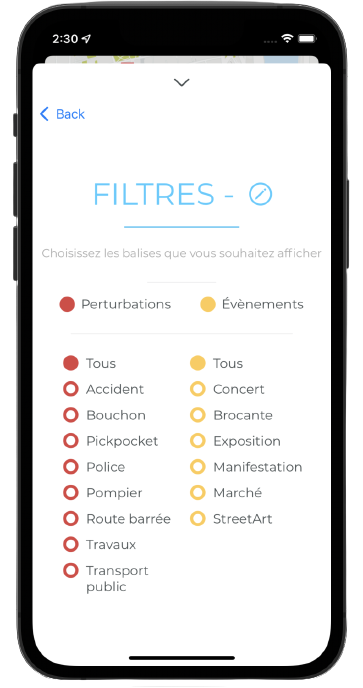 2:30
Back
FILTRES -
Choisissez les balises que vous souhaitez afficher
Perturbations
Évènements
Tous
Accident
Bouchon
Pickpocket
Police
Pompier
Route barrée
Travaux
Transport
public
Tous
Concert
Brocante
Exposition
Manifestation
Marché
StreetArt